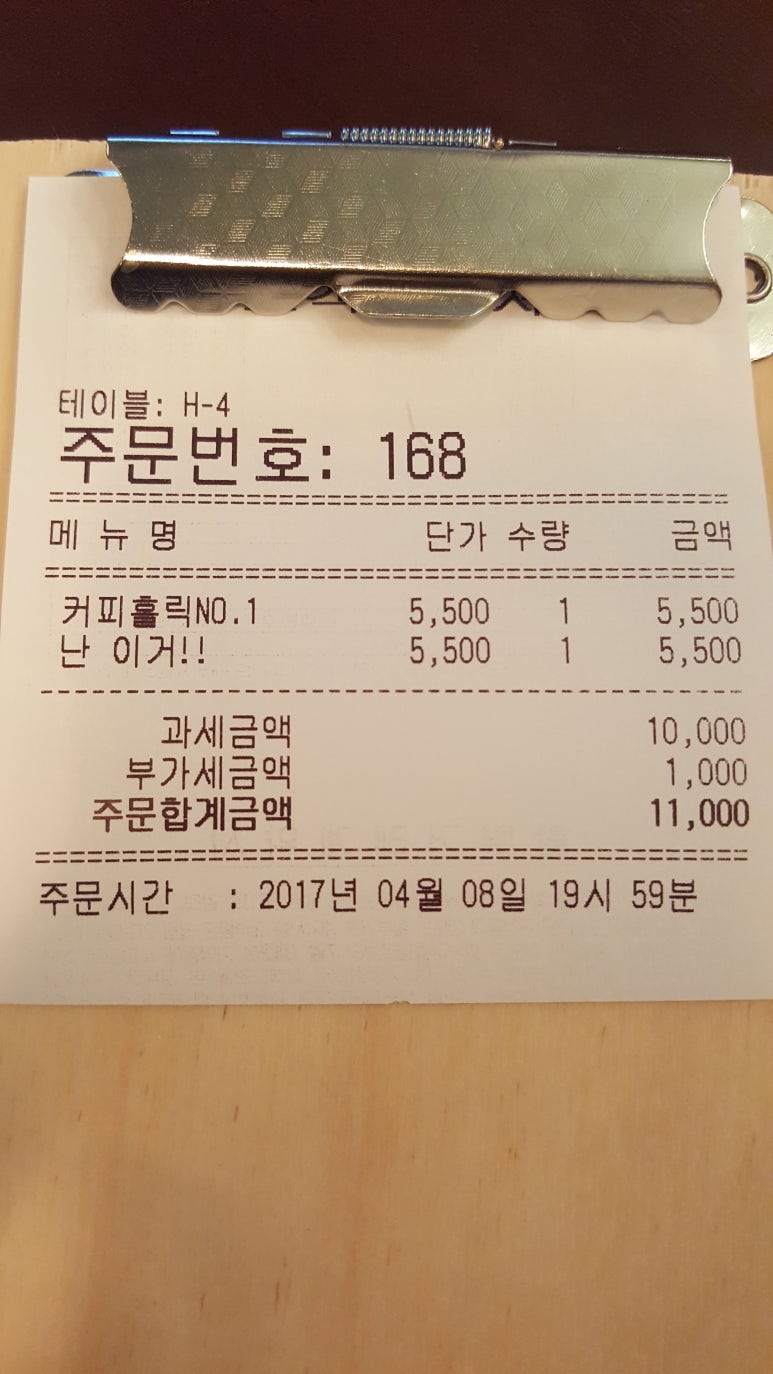 테이블: H-4
주문번호: 168
==========================================
메 뉴 명 단가 수량 금액
==========================================
커피홀릭NO.1 5,500 1 5,500
난 이거!! 5,500 1 5,500
------------------------------------------
과세금액 10,000
부가세금액 1,000
주문합계금액 11,000
==========================================
주문시간 : 2017년 04월 08일 19시 59분